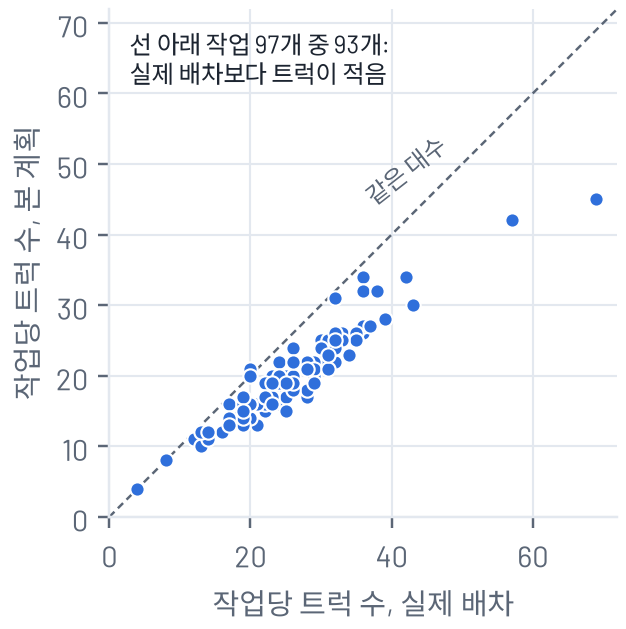 선 아래 작업 97개 중 93개:
실제 배차보다 트럭이 적음
같은 대수
작업당 트럭 수, 본 계획
70
60
50
40
30
20
10
0
0
20
40
60
작업당 트럭 수, 실제 배차